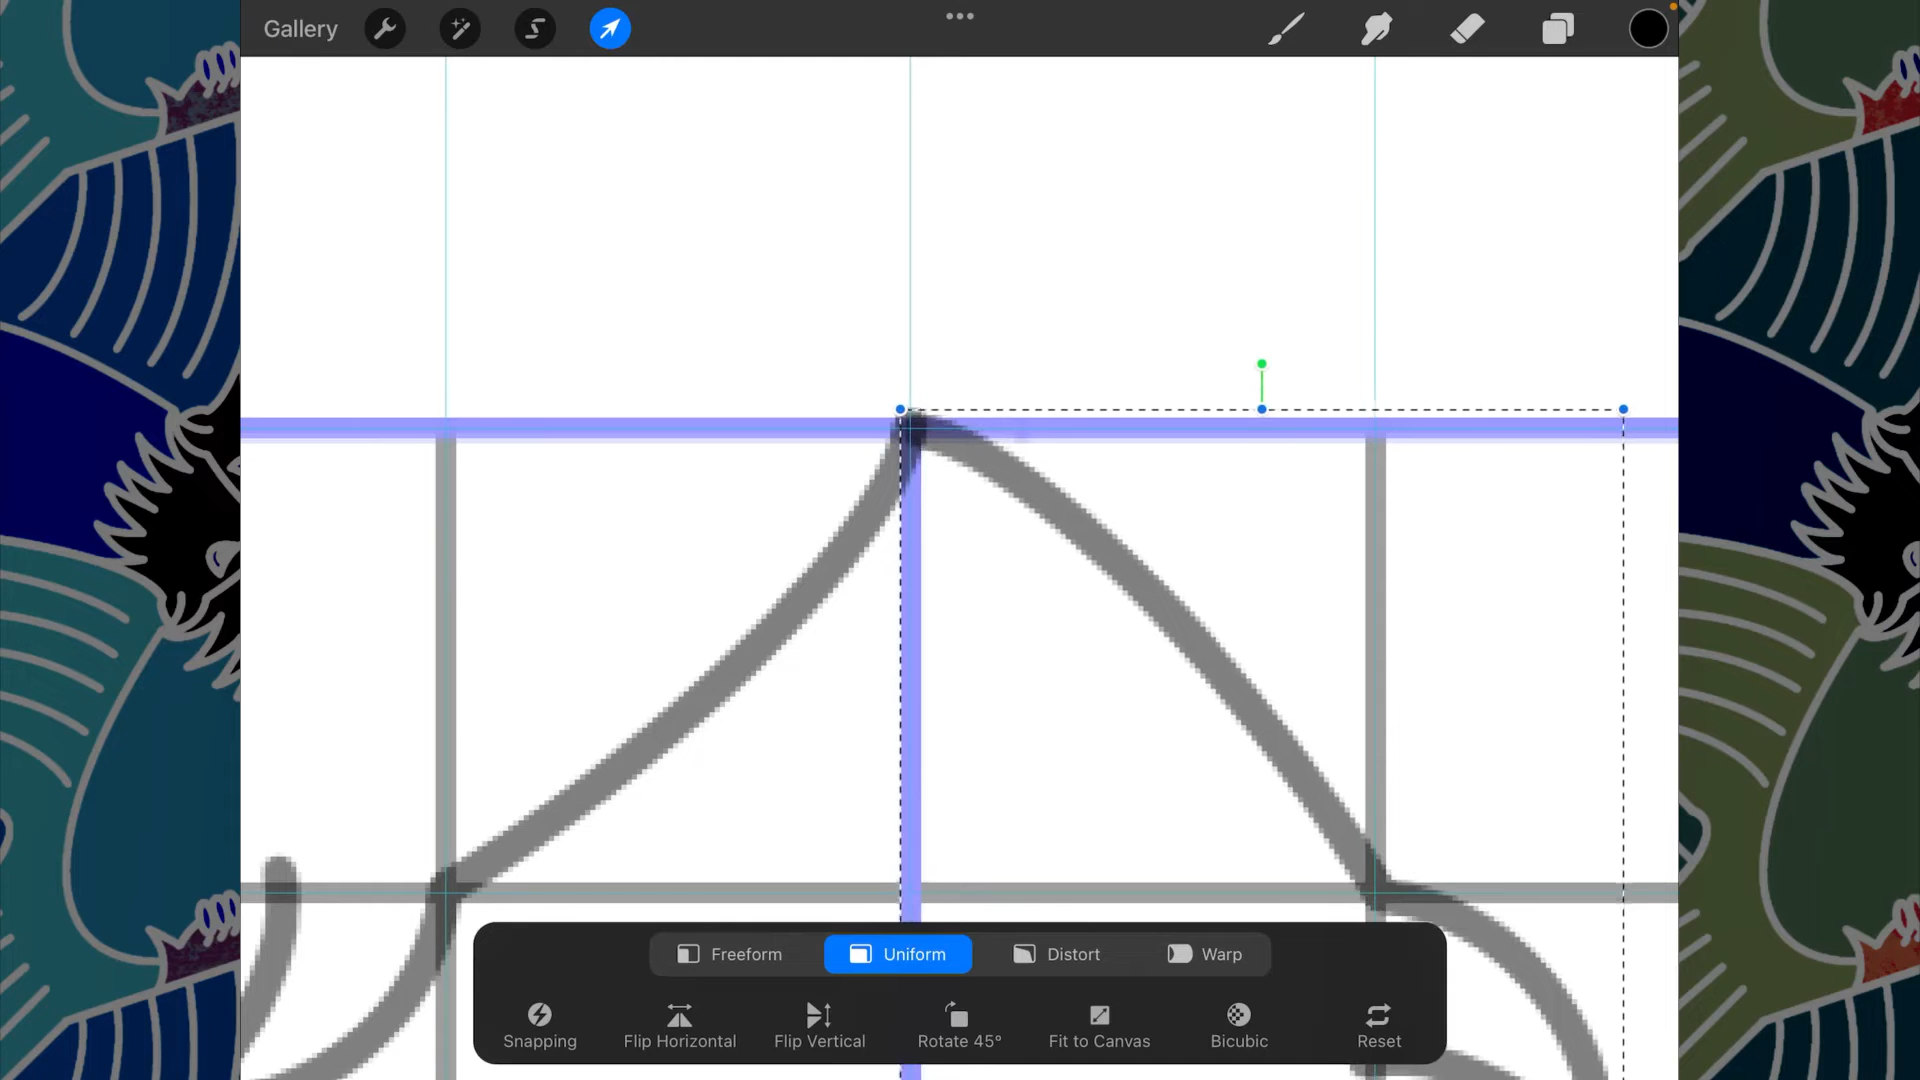 Gallery
Freeform
Uniform
Distort
Warp
Snapping
Flip Horizontal
Flip Vertical
Rotate 45°
Fit to Canvas
Bicubic
Reset